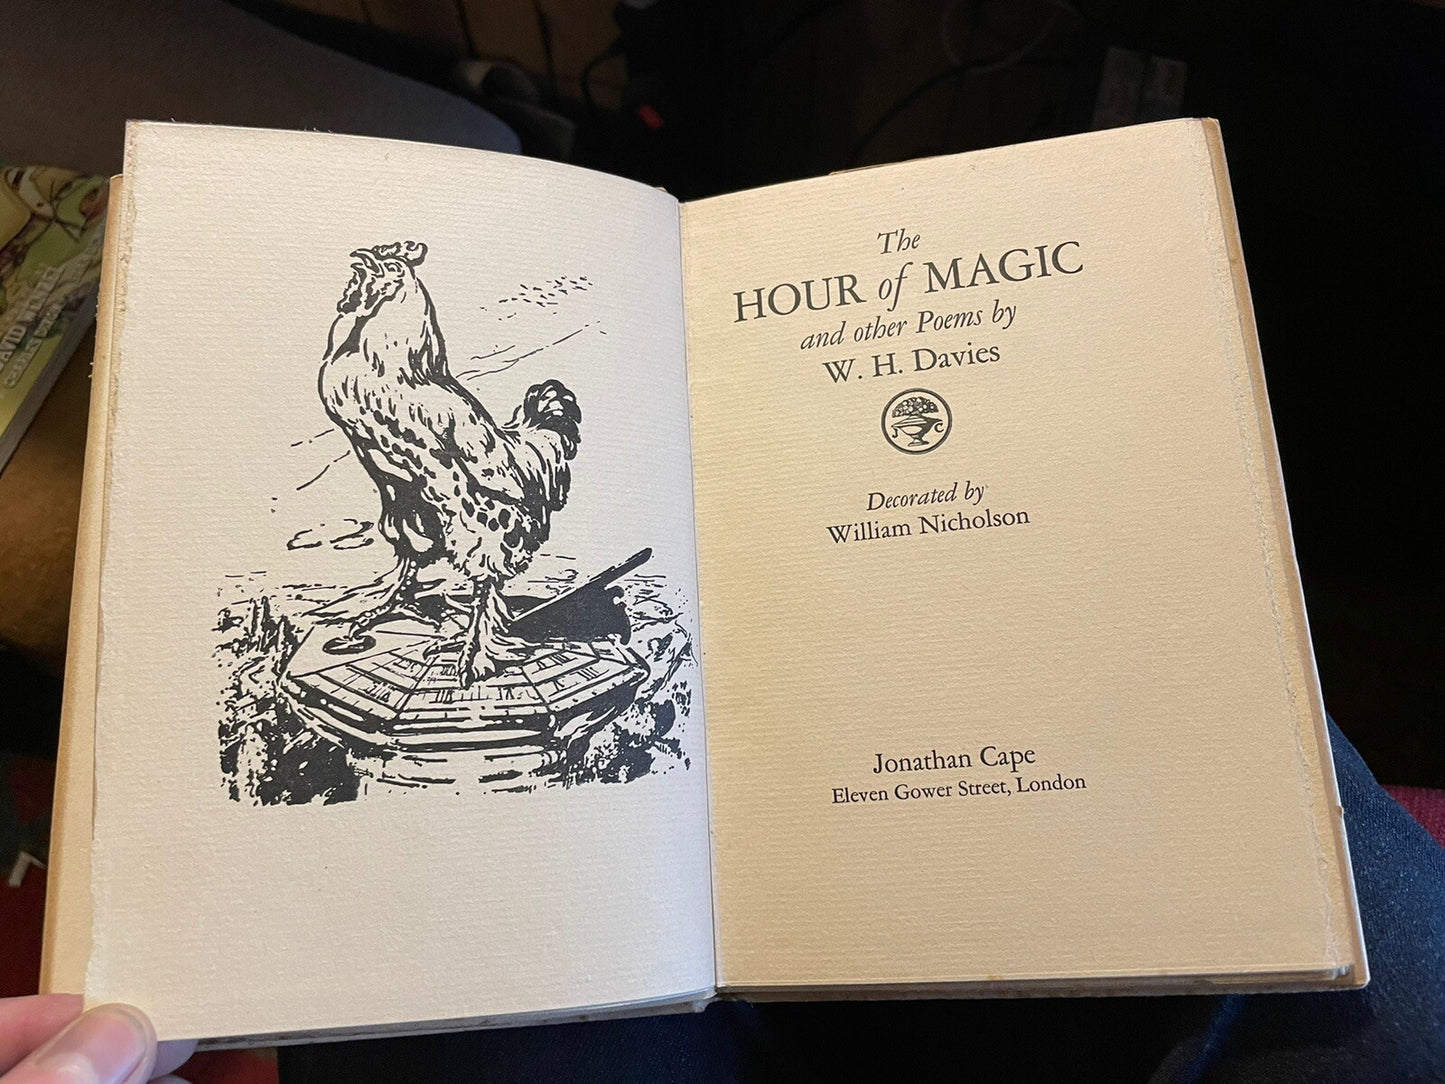 The
HOUR of MAGIC
and other Poems by
W. H. Davies
J C
Decorated by
William Nicholson
Jonathan Cape
Eleven Gower Street, London